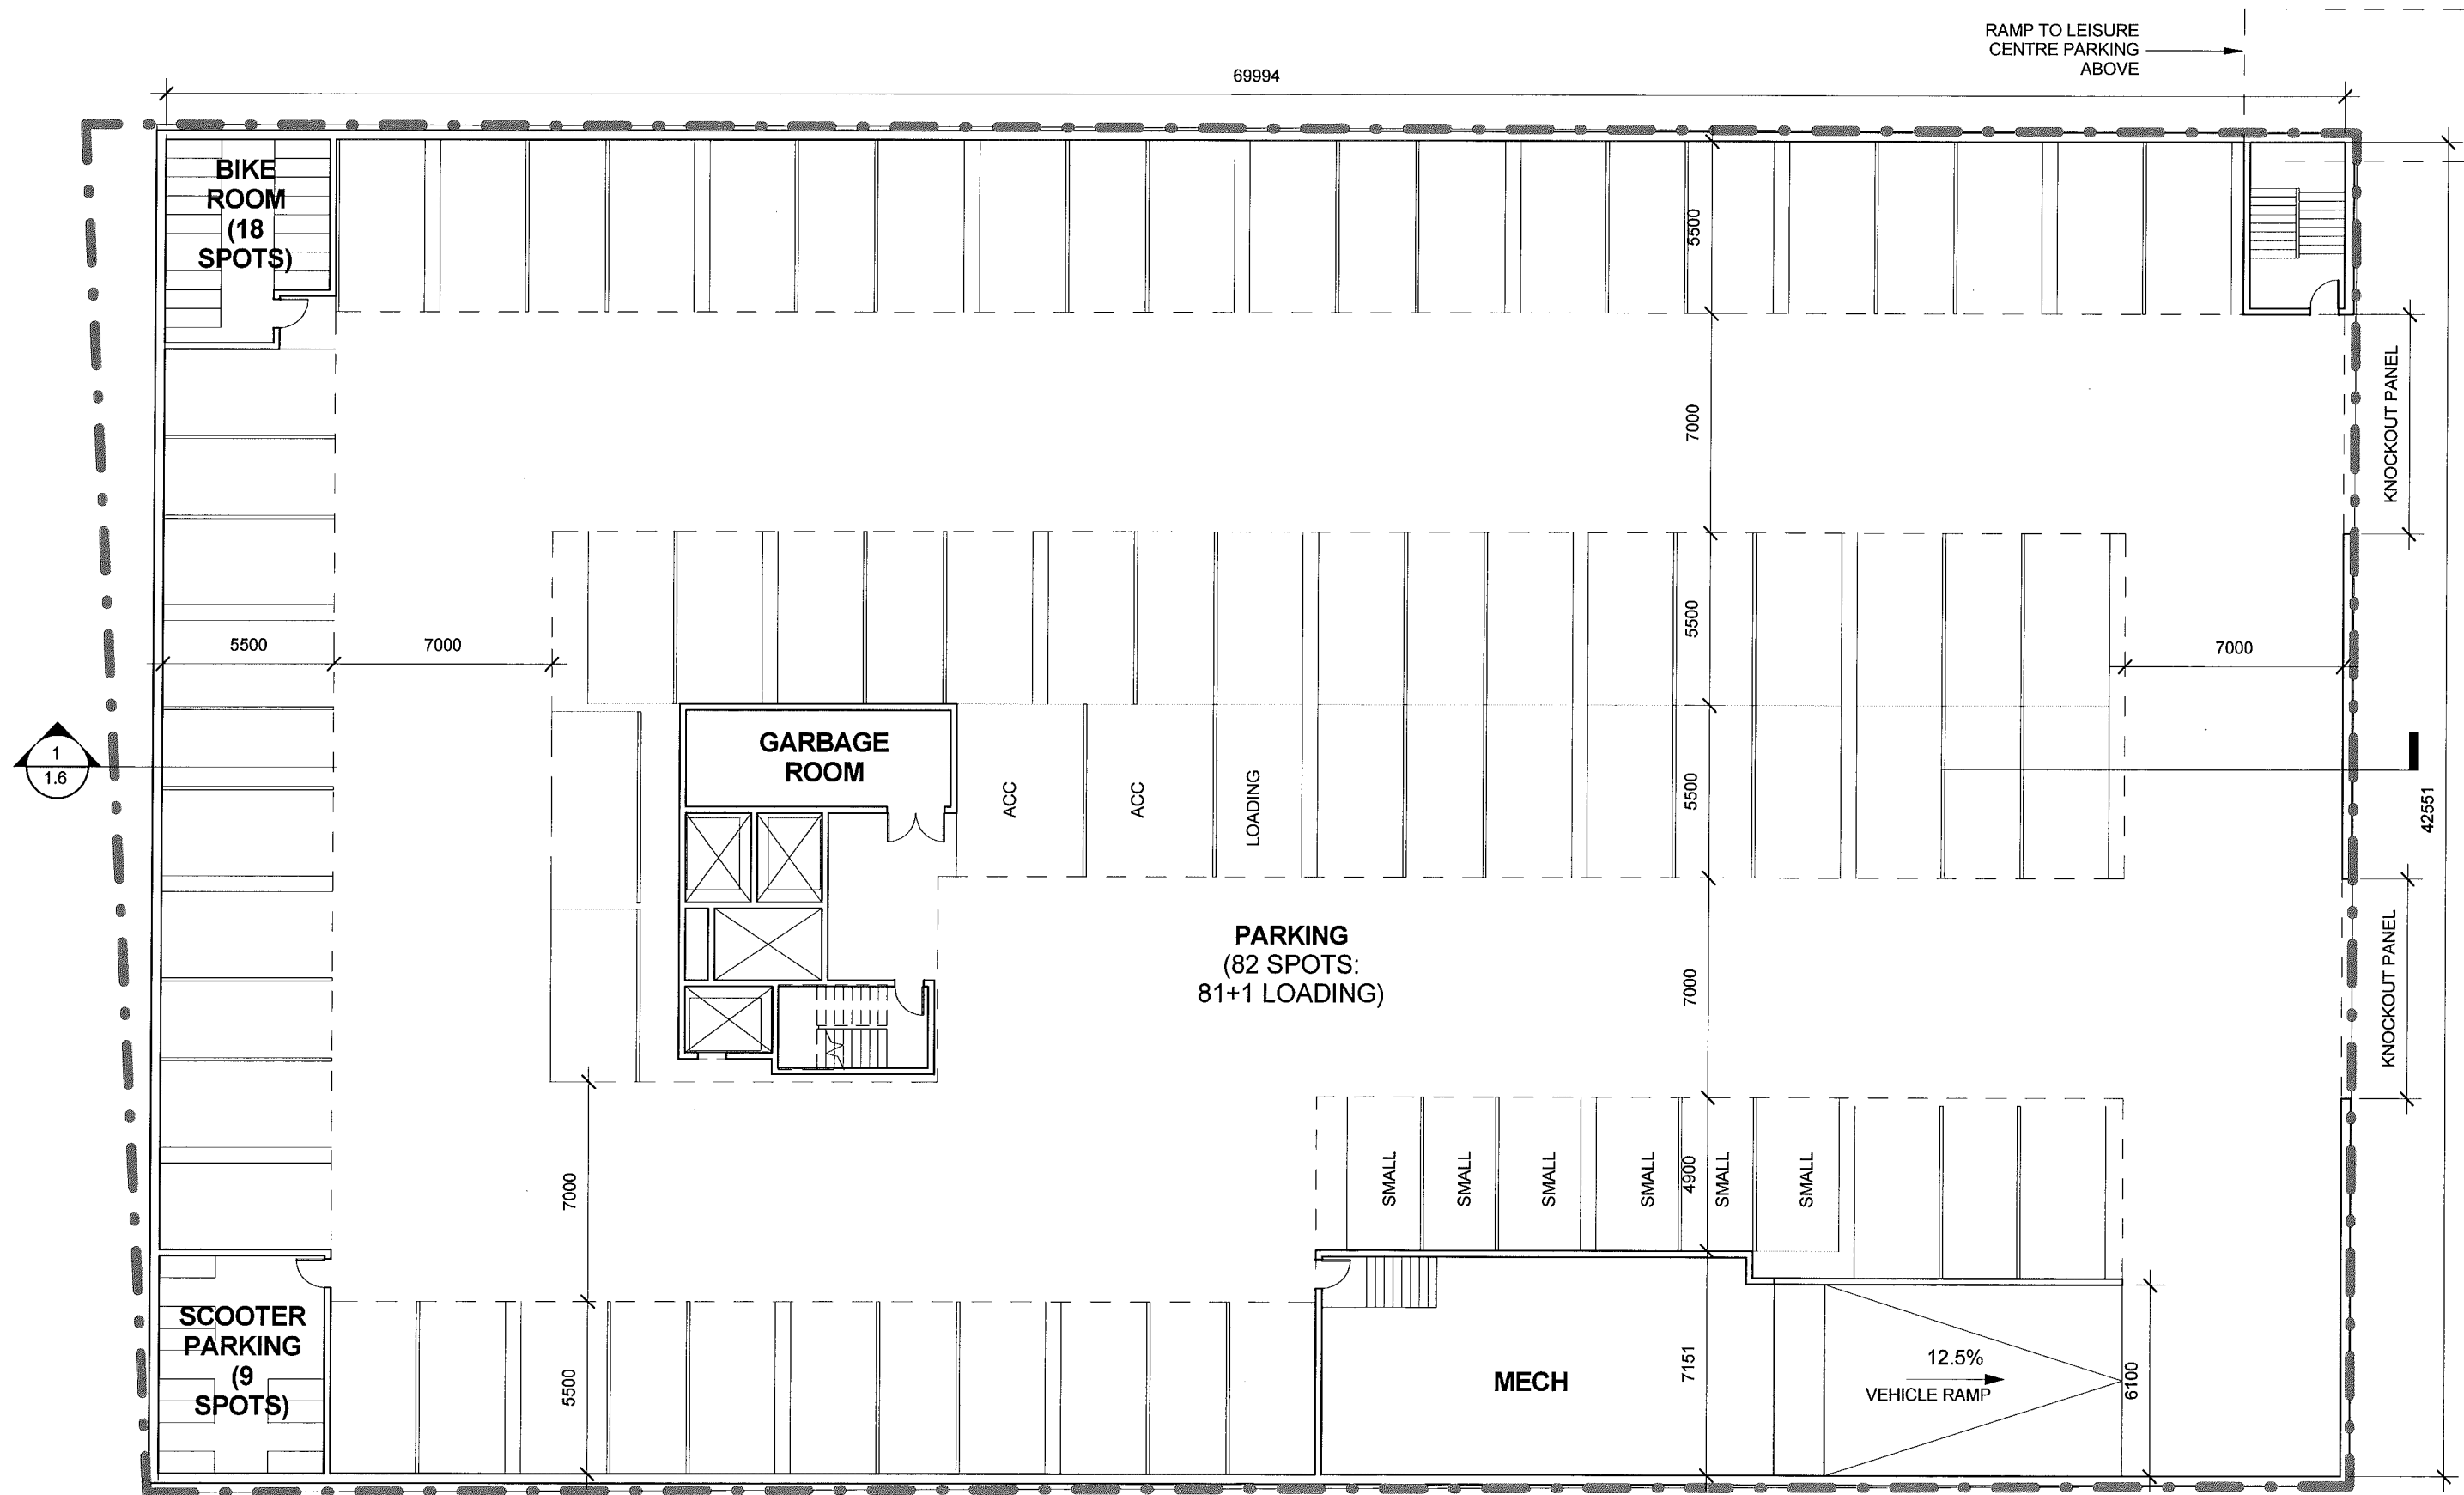 RAMP TO LEISURE
CENTRE PARKING
ABOVE
69994
BIKE
ROOM
(18
SPOTS)
5500
7000
KNOCKOUT PANEL
5500
5500
7000
7000
1
1.6
GARBAGE
ROOM
ACC
ACC
LOADING
5500
42551
PARKING
(82 SPOTS:
81+1 LOADING)
7000
KNOCKOUT PANEL
7000
SMALL
SMALL
SMALL
SMALL
4900
SMALL
SMALL
SCOOTER
PARKING
(9
SPOTS)
5500
MECH
7151
12.5%
VEHICLE RAMP
6100